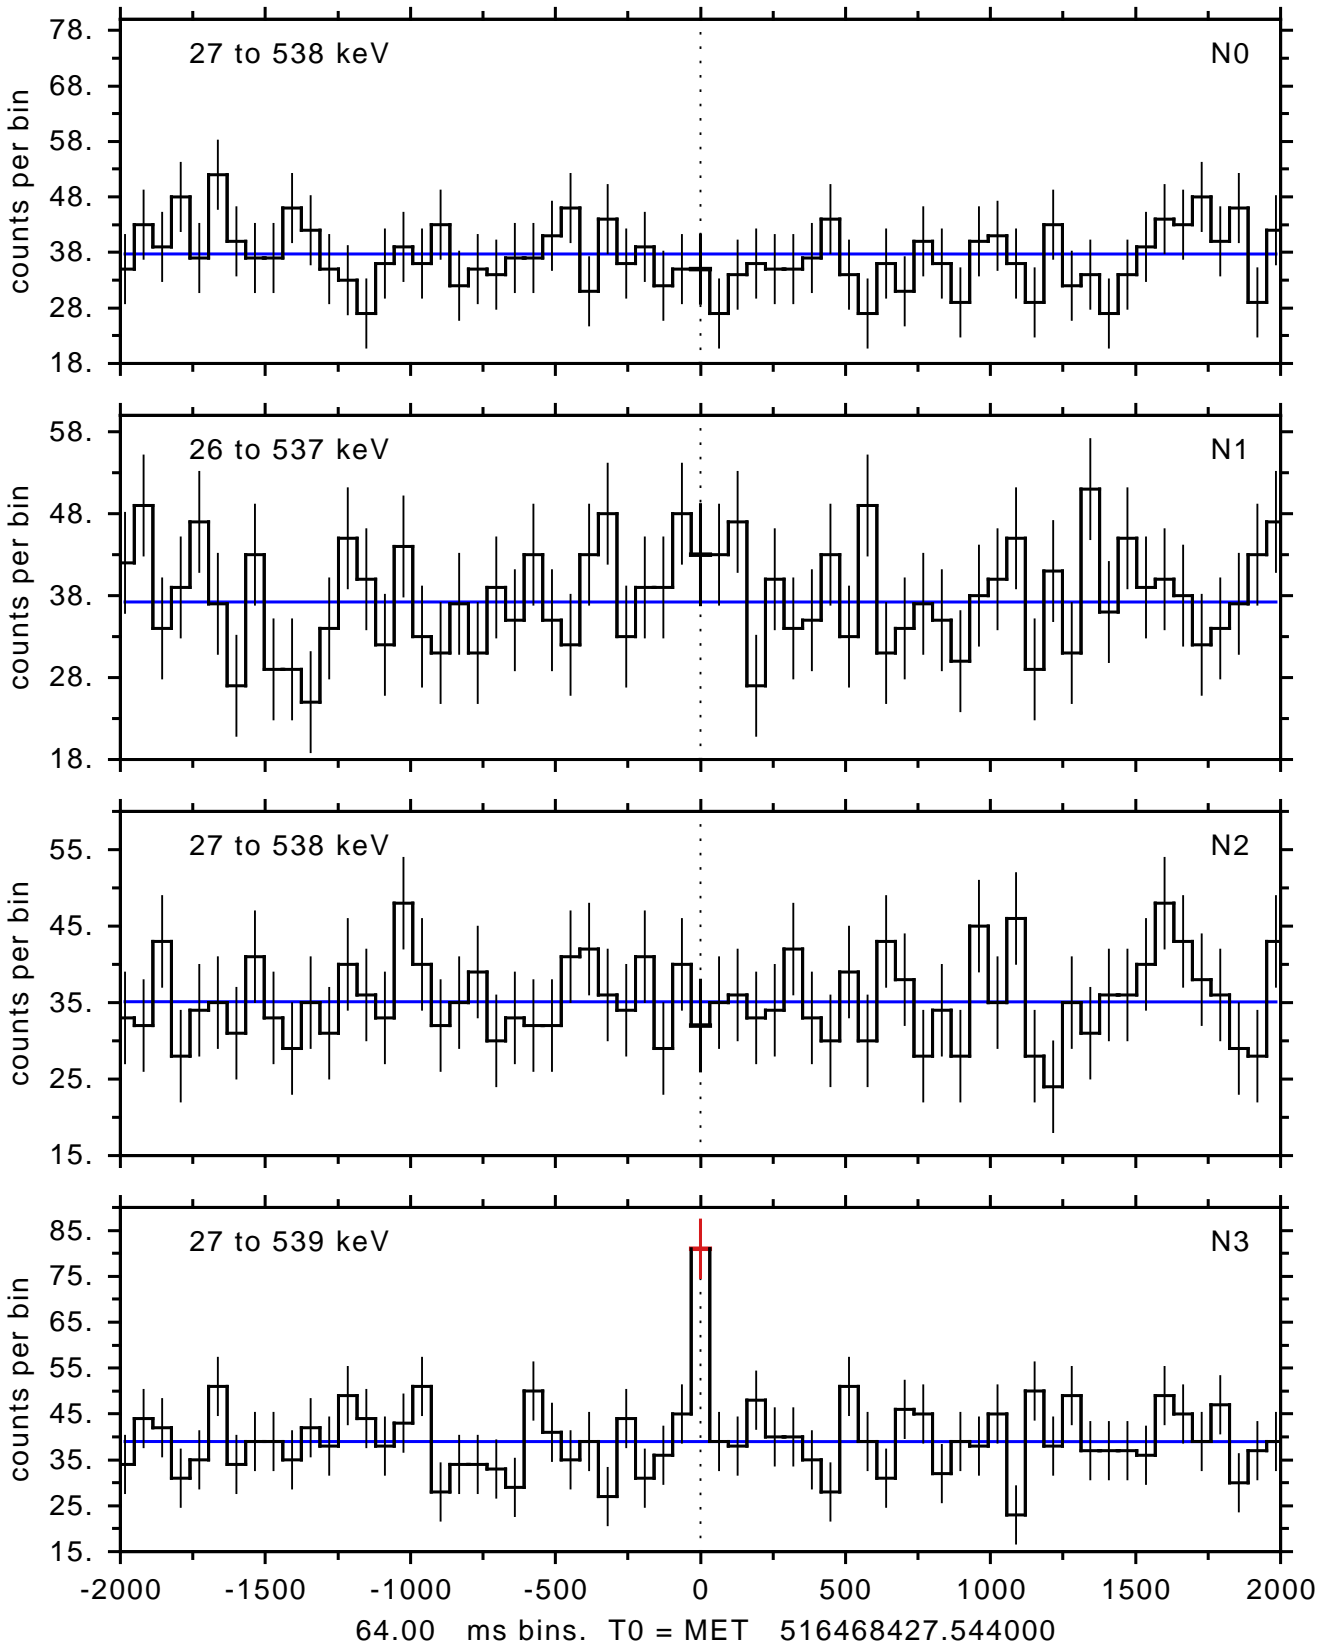 27 to 538 keV N0
78.
68.
58.
48.
38.
28.
18.
counts per bin
26 to 537 keV N1
58.
48.
38.
28.
18.
counts per bin
27 to 538 keV N2
55.
45.
35.
25.
15.
counts per bin
27 to 539 keV N3
85.
75.
65.
55.
45.
35.
25.
15.
counts per bin
-2000 -1500 -1000 -500 0 500 1000 1500 2000
64.00 ms bins. T0 = MET 516468427.544000